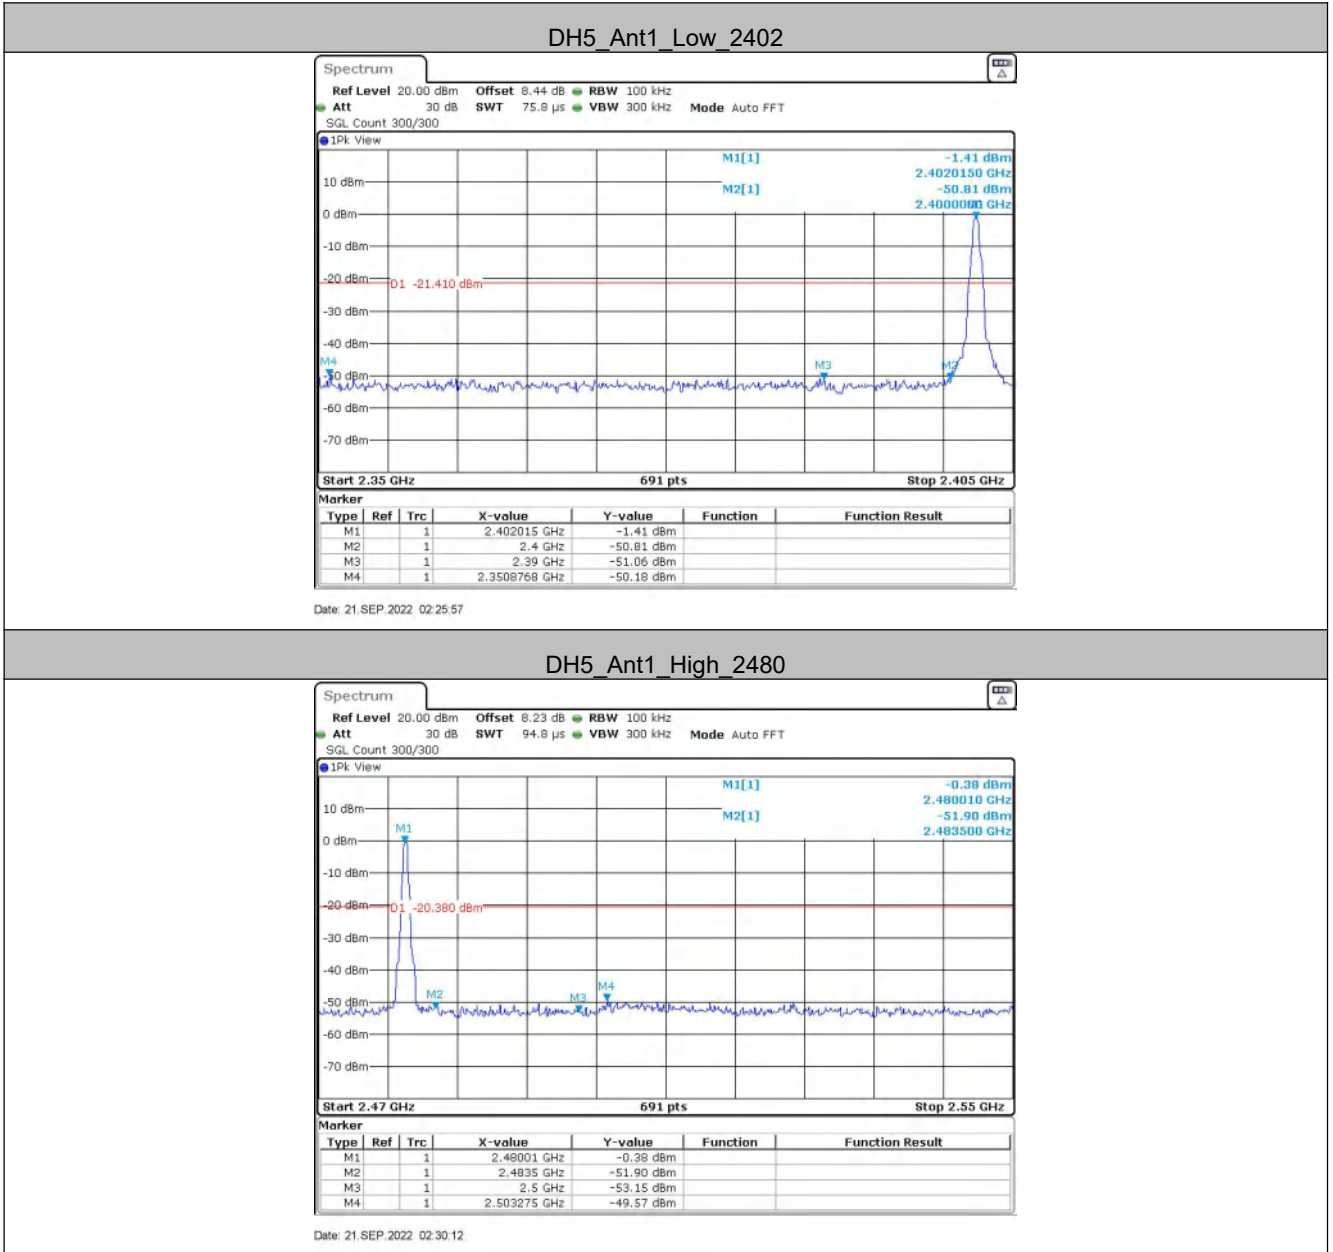 DH5_Ant1_Low_2402
Spectrum
Ref Level 20.00 dBm Offset 8.44 dB RBW 100 kHz
Att 30 dB SWT 75.8 µs VBW 300 kHz Mode Auto FFT
SGL Count 300/300
1Pk View
M1[1] -1.41 dBm
2.4020150 GHz
10 dBm
M2[1] -50.81 dBm
2.4000000 GHz
0 dBm
-10 dBm
-20 dBm
D1 -21.410 dBm
-30 dBm
-40 dBm
M4 M3 M2
-50 dBm
-60 dBm
-70 dBm
Start 2.35 GHz 691 pts Stop 2.405 GHz
Marker
Type Ref Trc X-value Y-value Function Function Result
M1 1 2.402015 GHz -1.41 dBm
M2 1 2.4 GHz -50.81 dBm
M3 1 2.39 GHz -51.06 dBm
M4 1 2.3508768 GHz -50.18 dBm
Date: 21.SEP.2022 02:25:57
DH5_Ant1_High_2480
Spectrum
Ref Level 20.00 dBm Offset 8.23 dB RBW 100 kHz
Att 30 dB SWT 94.8 µs VBW 300 kHz Mode Auto FFT
SGL Count 300/300
1Pk View
M1[1] -0.38 dBm
2.480010 GHz
10 dBm
M2[1] -51.90 dBm
2.483500 GHz
M1
0 dBm
-10 dBm
-20 dBm
D1 -20.380 dBm
-30 dBm
-40 dBm
M2 M3 M4
-50 dBm
-60 dBm
-70 dBm
Start 2.47 GHz 691 pts Stop 2.55 GHz
Marker
Type Ref Trc X-value Y-value Function Function Result
M1 1 2.48001 GHz -0.38 dBm
M2 1 2.4835 GHz -51.90 dBm
M3 1 2.5 GHz -53.15 dBm
M4 1 2.503275 GHz -49.57 dBm
Date: 21.SEP.2022 02:30:12